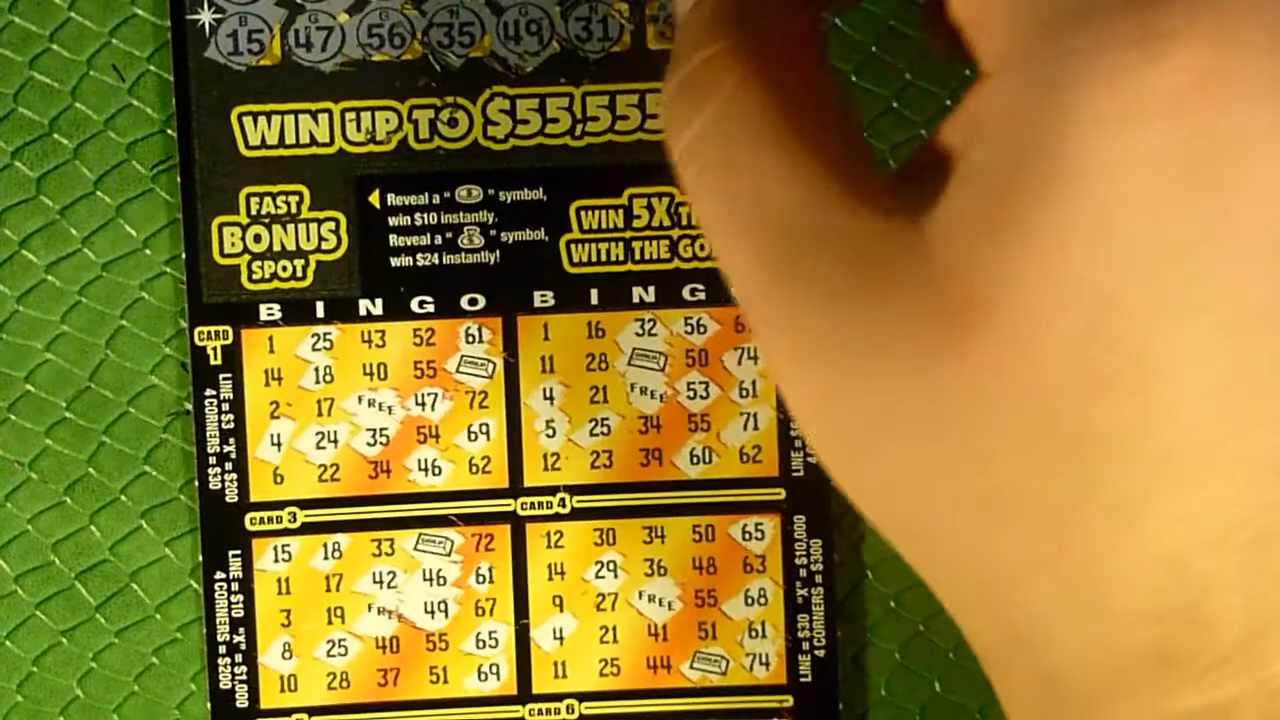 B G G N G N
15 47 56 35 49 31
WIN UP TO $55,555
FAST
BONUS
SPOT
Reveal a " " symbol,
win $10 instantly.
Reveal a " " symbol,
win $24 instantly!
WIN 5X
WITH THE
B I N G O
B I N G
CARD
1
LINE = $3 "X" = $200
4 CORNERS = $30
1 25 43 52 61
14 18 40 55
2 17 FREE 47 72
4 24 35 54 69
6 22 34 46 62
1 16 32 56
11 28 50 74
4 21 FREE 53 61
5 25 34 55 71
12 23 39 60 62
CARD 3
CARD 4
LINE = $10 "X" = $1,000
4 CORNERS = $200
15 18 33 72
11 17 42 46 61
3 19 FREE 49 67
8 25 40 55 65
10 28 37 51 69
12 30 34 50 65
14 29 36 48 63
9 27 FREE 55 68
4 21 41 51 61
11 25 44 74
LINE = $30 "X" = $10,000
4 CORNERS = $300
CARD 6